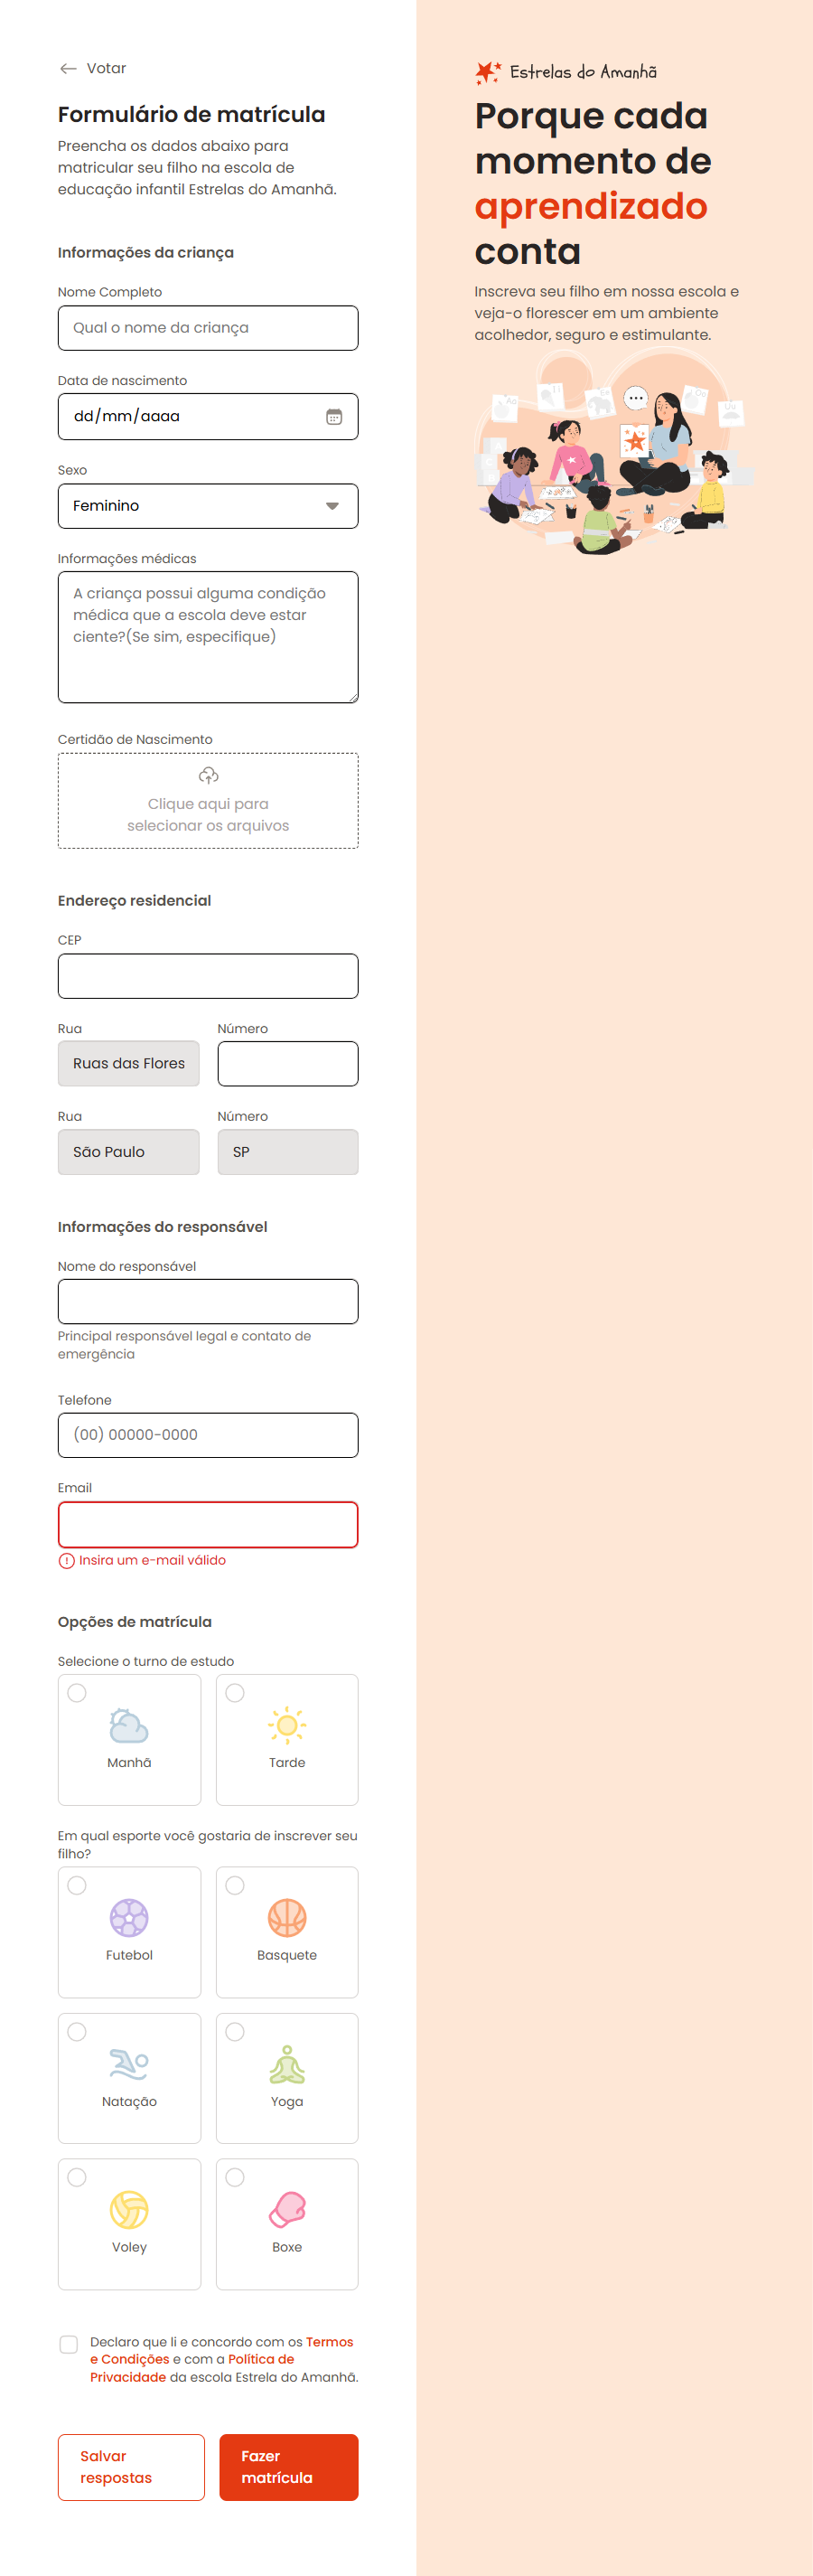 Votar
Formulário de matrícula
Preencha os dados abaixo para
matricular seu filho na escola de
educação infantil Estrelas do Amanhã.
Informações da criança
Nome Completo
Qual o nome da criança
Data de nascimento
dd/mm/aaaa
Sexo
Feminino
Informações médicas
A criança possui alguma condição
médica que a escola deve estar
ciente?(Se sim, especifique)
Certidão de Nascimento
Clique aqui para
selecionar os arquivos
Endereço residencial
CEP
Rua Número
Ruas das Flores
Rua Número
São Paulo SP
Informações do responsável
Nome do responsável
Principal responsável legal e contato de
emergência
Telefone
(00) 00000-0000
Email
Insira um e-mail válido
Opções de matrícula
Selecione o turno de estudo
Manhã Tarde
Em qual esporte você gostaria de inscrever seu
filho?
Futebol Basquete
Natação Yoga
Voley Boxe
Declaro que li e concordo com os Termos
e Condições e com a Política de
Privacidade da escola Estrela do Amanhã.
Salvar
respostas
Fazer
matrícula
Estrelas do Amanhã
Porque cada
momento de
aprendizado
conta
Inscreva seu filho em nossa escola e
veja-o florescer em um ambiente
acolhedor, seguro e estimulante.
Aa
Ii
Ee
Oo
Uu